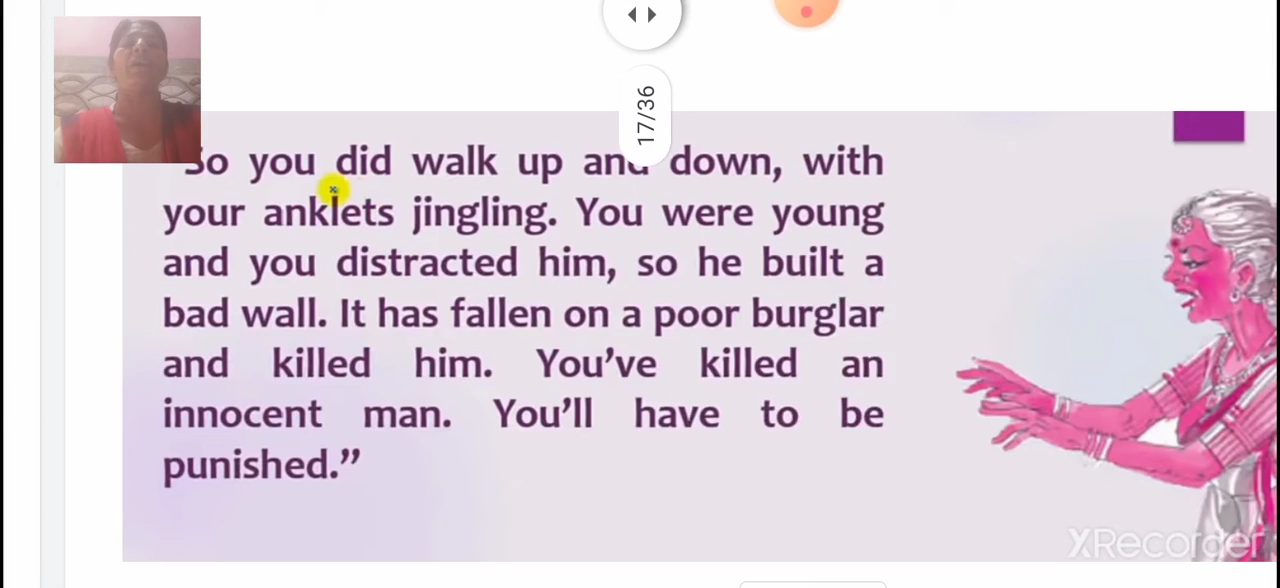 17/36
So you did walk up and down, with
your anklets jingling. You were young
and you distracted him, so he built a
bad wall. It has fallen on a poor burglar
and killed him. You’ve killed an
innocent man. You’ll have to be
punished.”
XRecorder